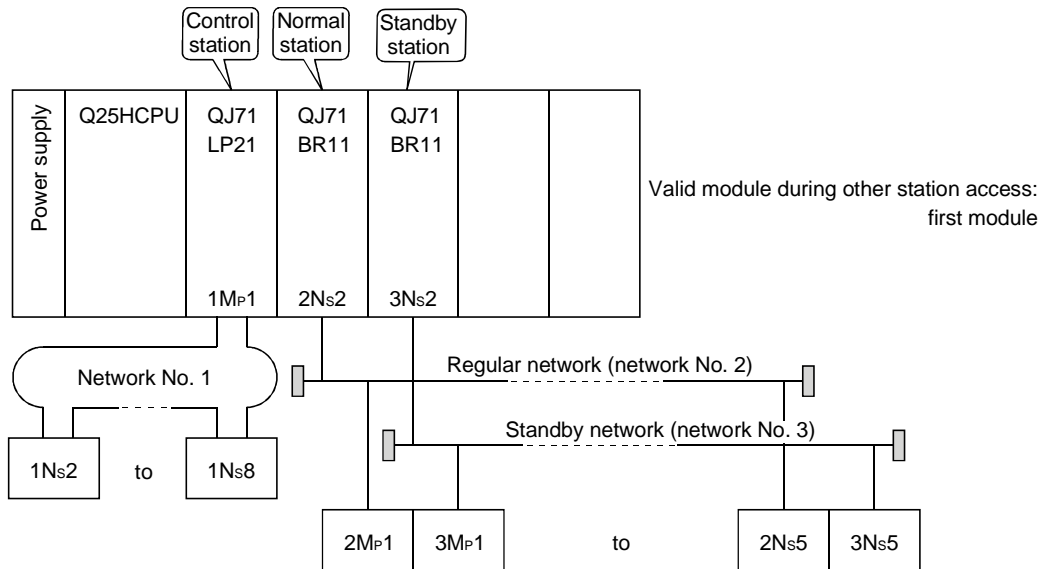 Control
station
Normal
station
Standby
station
Power supply
Q25HCPU
QJ71
LP21
QJ71
BR11
QJ71
BR11
Valid module during other station access:
first module
1MP1
2NS2
3NS2
Network No. 1
Regular network (network No. 2)
Standby network (network No. 3)
1NS2
to
1NS8
2MP1
3MP1
to
2NS5
3NS5